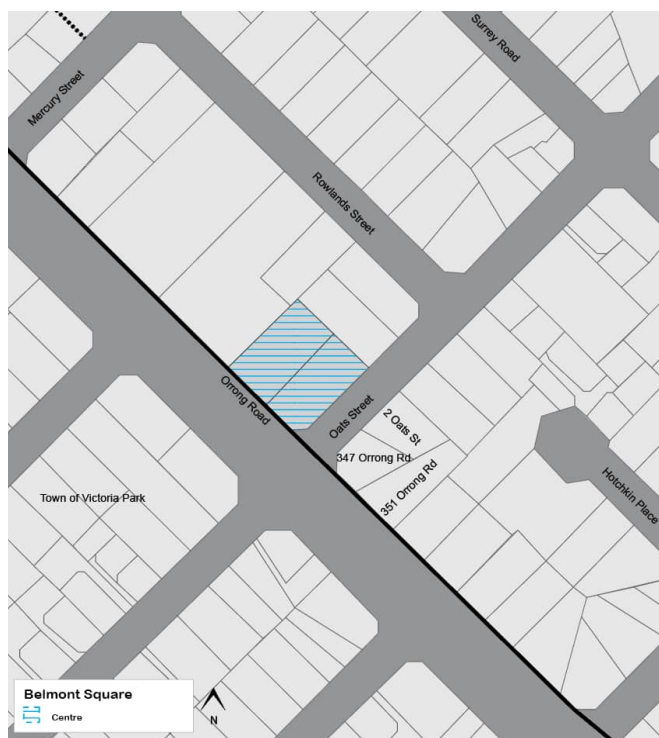 Surrey Road
Mercury Street
Rowlands Street
Orrong Road
Oats Street
2 Oats St
347 Orrong Rd
351 Orrong Rd
Hotchkin Place
Town of Victoria Park
Belmont Square
Centre
N